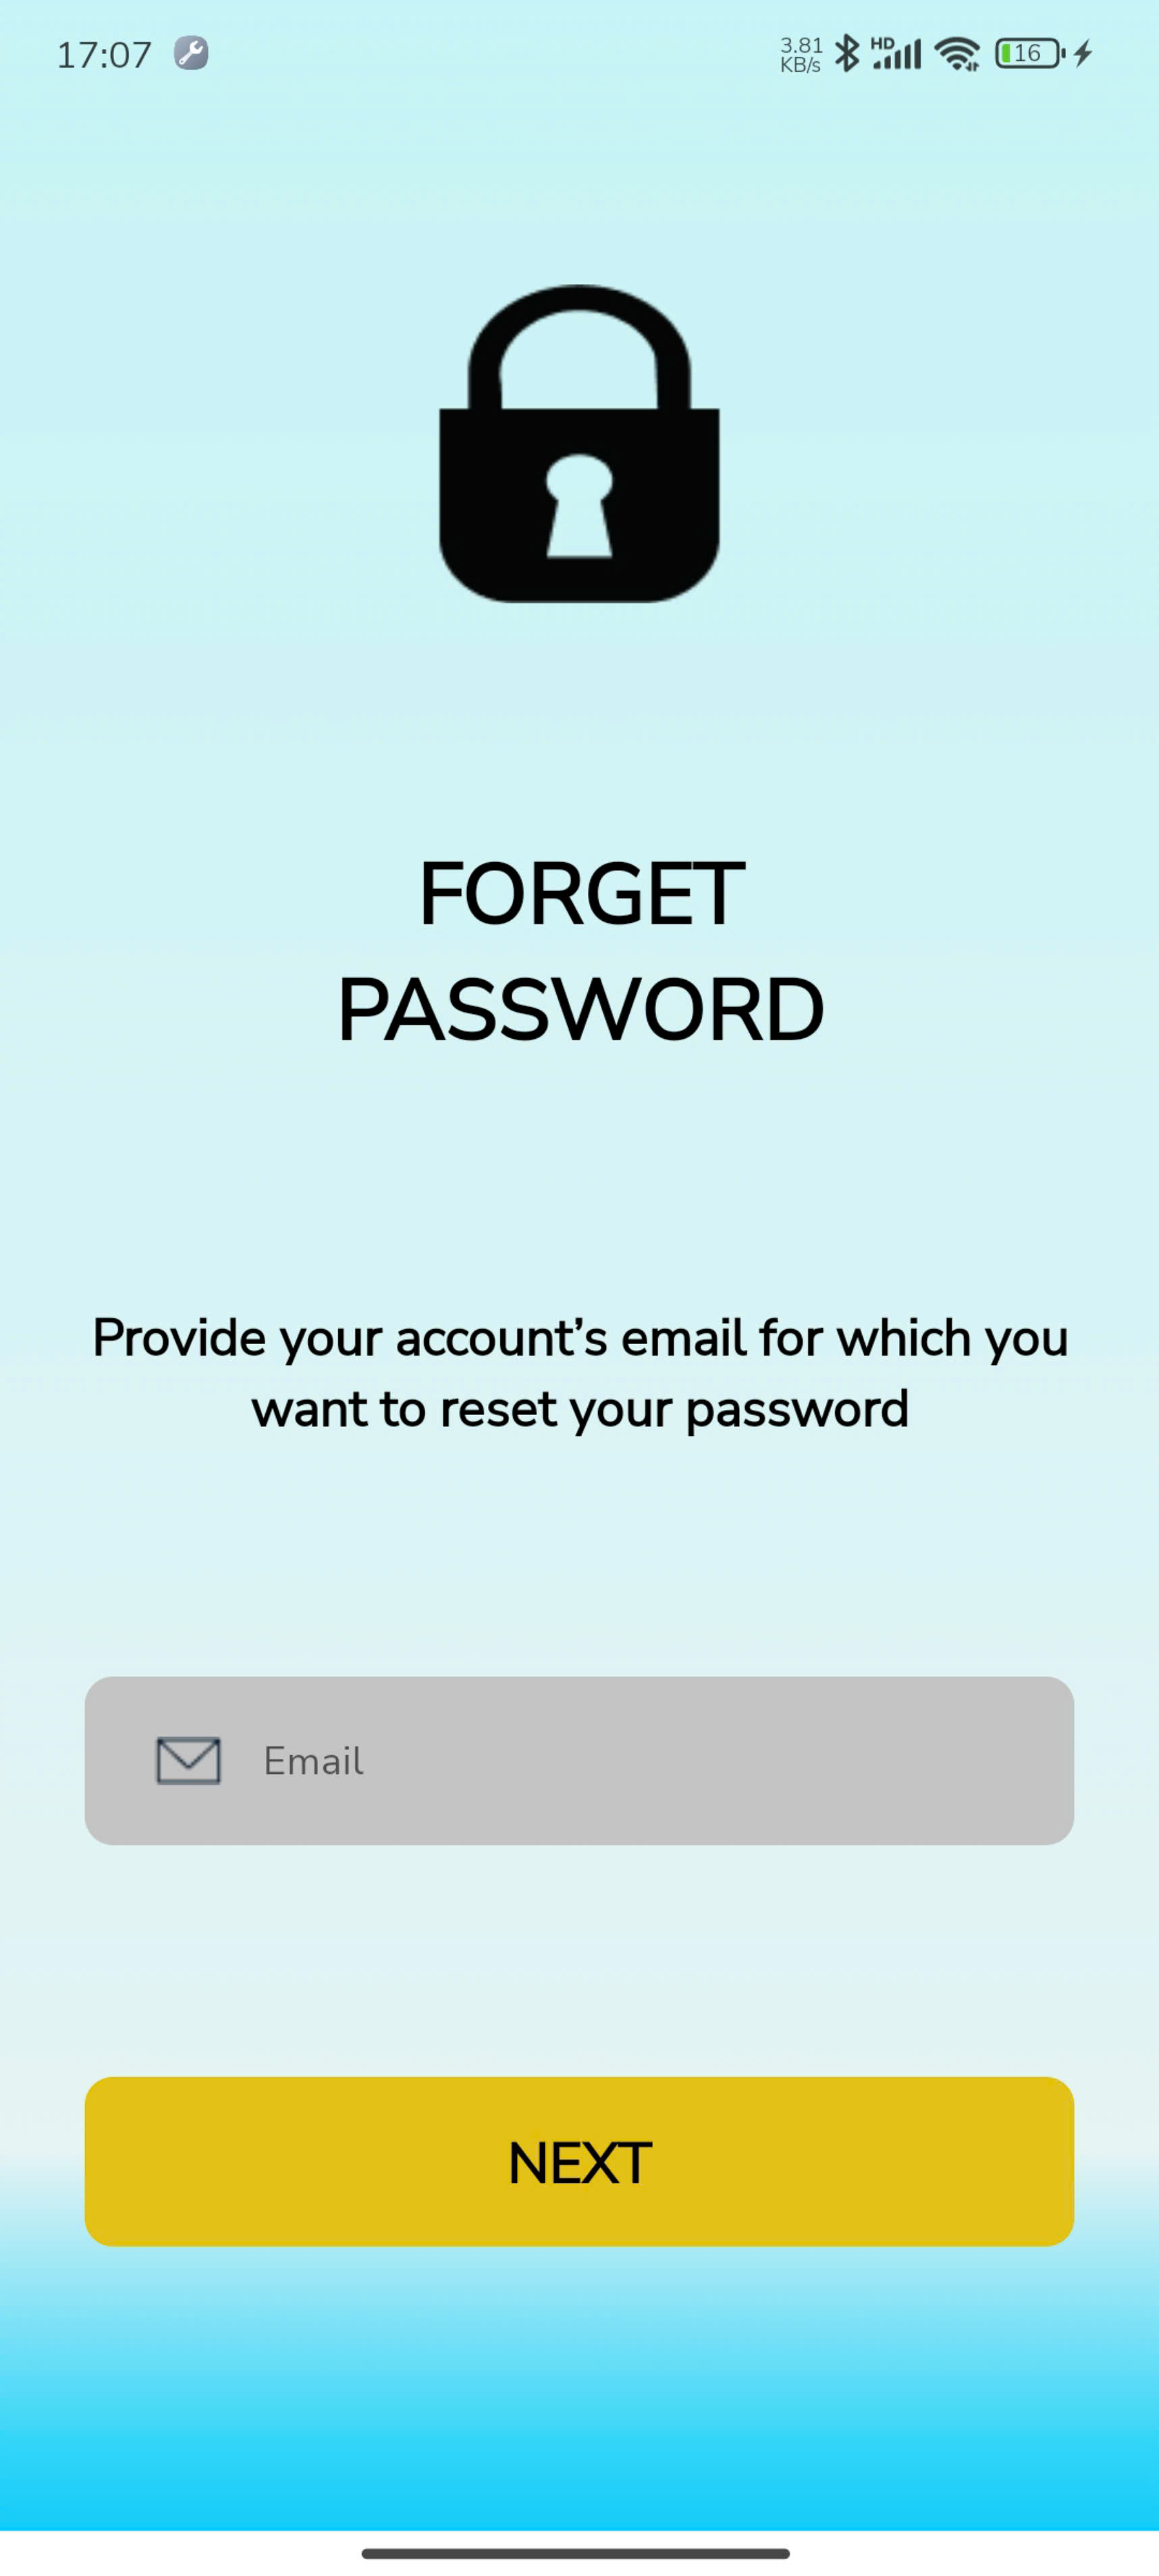 17:07
3.81
KB/s
HD
16
FORGET
PASSWORD
Provide your account’s email for which you
want to reset your password
Email
NEXT